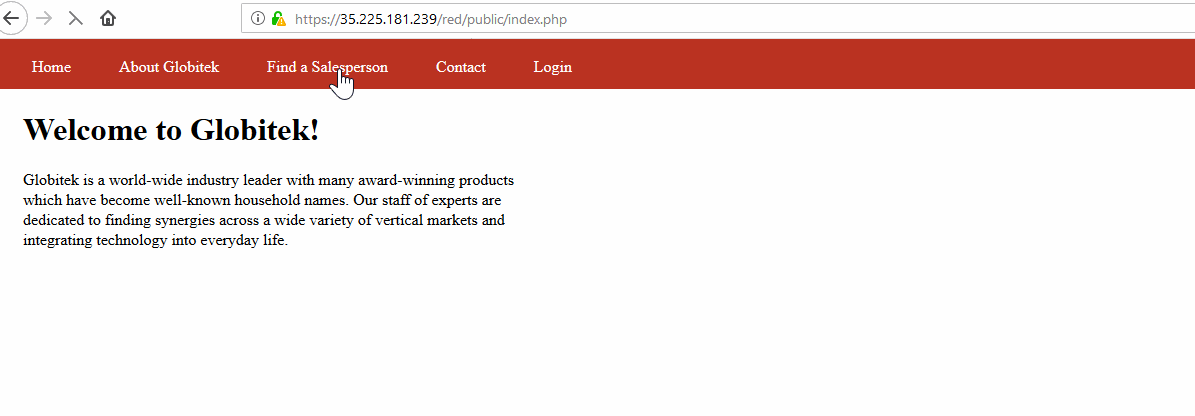 https://35.225.181.239/red/public/index.php
Home About Globitek Find a Salesperson Contact Login
Welcome to Globitek!
Globitek is a world-wide industry leader with many award-winning products
which have become well-known household names. Our staff of experts are
dedicated to finding synergies across a wide variety of vertical markets and
integrating technology into everyday life.